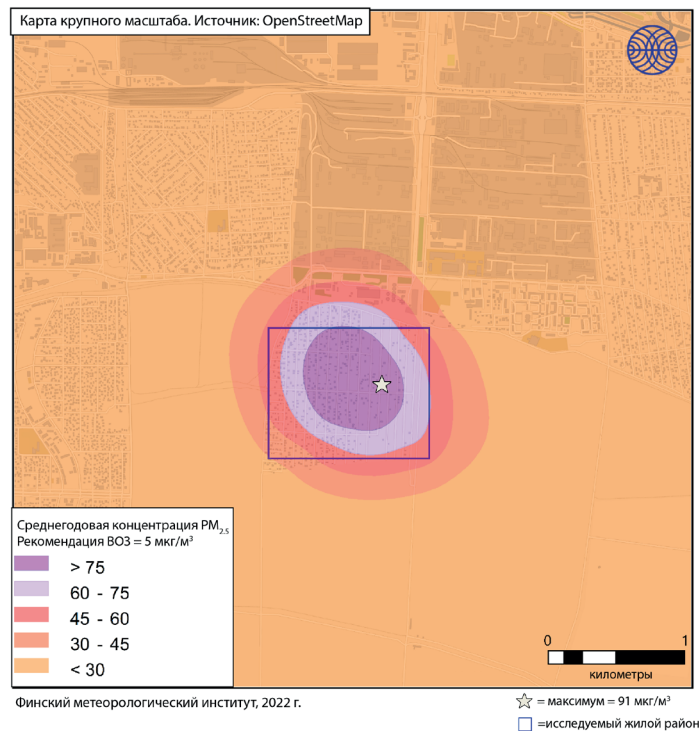 Карта крупного масштаба. Источник: OpenStreetMap
Среднегодовая концентрация PM2.5
Рекомендация ВОЗ = 5 мкг/м³
> 75
60 - 75
45 - 60
30 - 45
< 30
0 1
километры
Финский метеорологический институт, 2022 г.
= максимум = 91 мкг/м³
=исследуемый жилой район